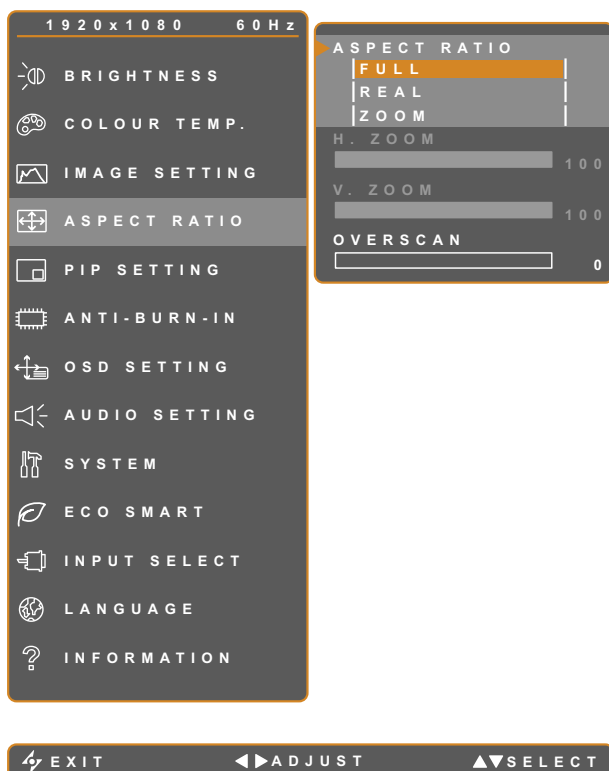 1920x1080 60Hz
BRIGHTNESS
COLOUR TEMP.
IMAGE SETTING
ASPECT RATIO
PIP SETTING
ANTI-BURN-IN
OSD SETTING
AUDIO SETTING
SYSTEM
ECO SMART
INPUT SELECT
LANGUAGE
INFORMATION
ASPECT RATIO
FULL
REAL
ZOOM
H. ZOOM
100
V. ZOOM
100
OVERSCAN
0
EXIT ADJUST SELECT